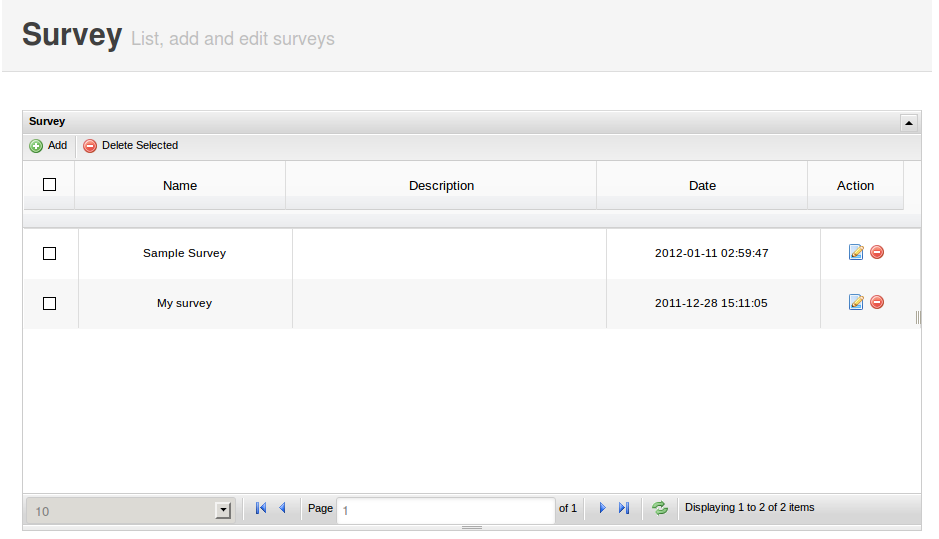 Survey List, add and edit surveys
Survey
Add Delete Selected
Name Description Date Action
Sample Survey 2012-01-11 02:59:47
My survey 2011-12-28 15:11:05
10 Page 1 of 1 Displaying 1 to 2 of 2 items